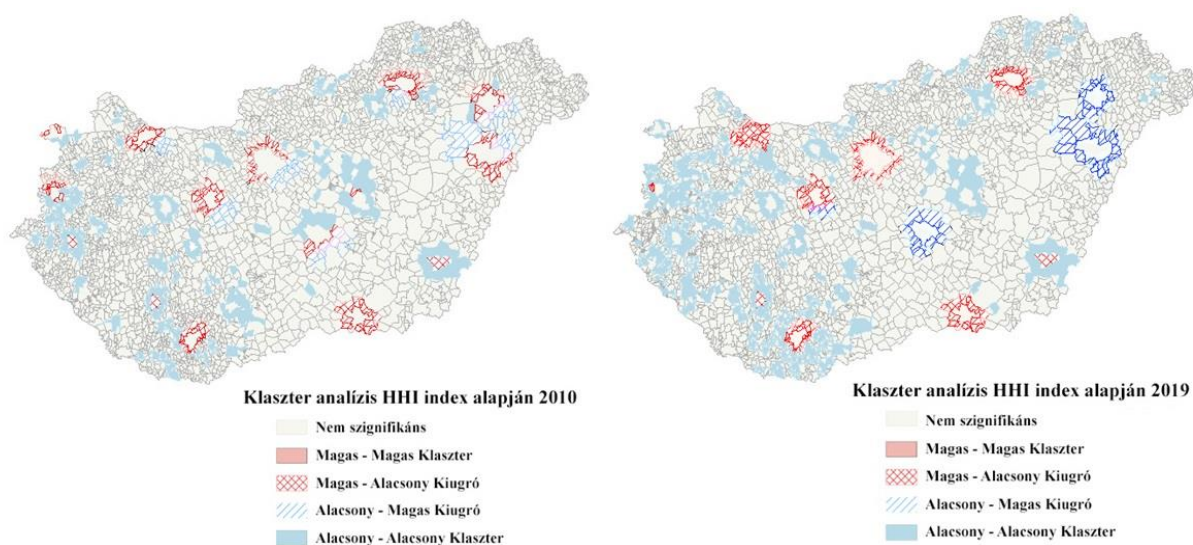 Klaszter analízis HHI index alapján 2010
Nem szignifikáns
Magas - Magas Klaszter
Magas - Alacsony Kiugró
Alacsony - Magas Kiugró
Alacsony - Alacsony Klaszter
Klaszter analízis HHI index alapján 2019
Nem szignifikáns
Magas - Magas Klaszter
Magas - Alacsony Kiugró
Alacsony - Magas Kiugró
Alacsony - Alacsony Klaszter